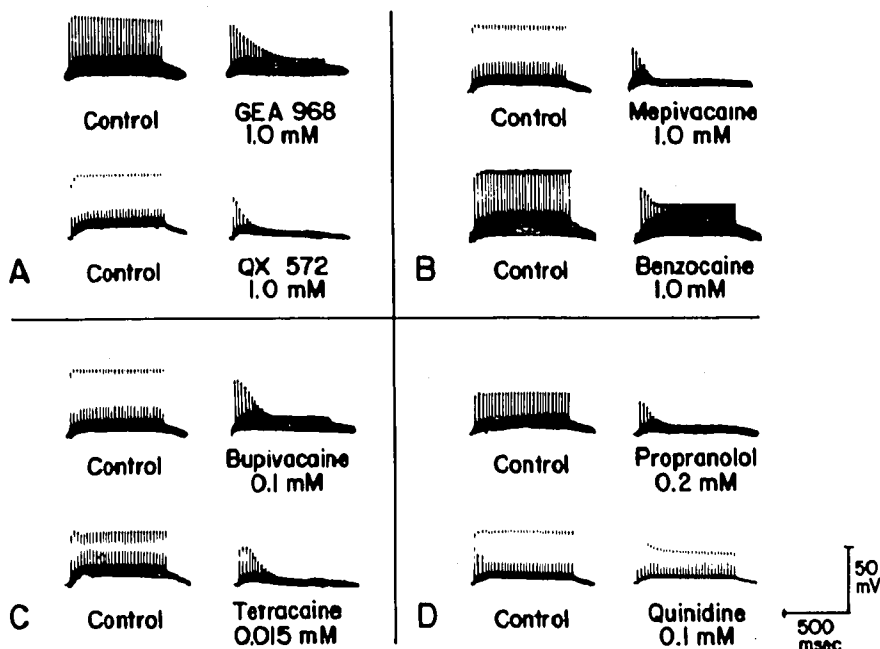 Control
GEA 968
1.0 mM
Control
QX 572
1.0 mM
A
Control
Mepivacaine
1.0 mM
Control
Benzocaine
1.0 mM
B
Control
Bupivacaine
0.1 mM
Control
Tetracaine
0.015 mM
C
Control
Propranolol
0.2 mM
Control
Quinidine
0.1 mM
D
50
mV
500
msec